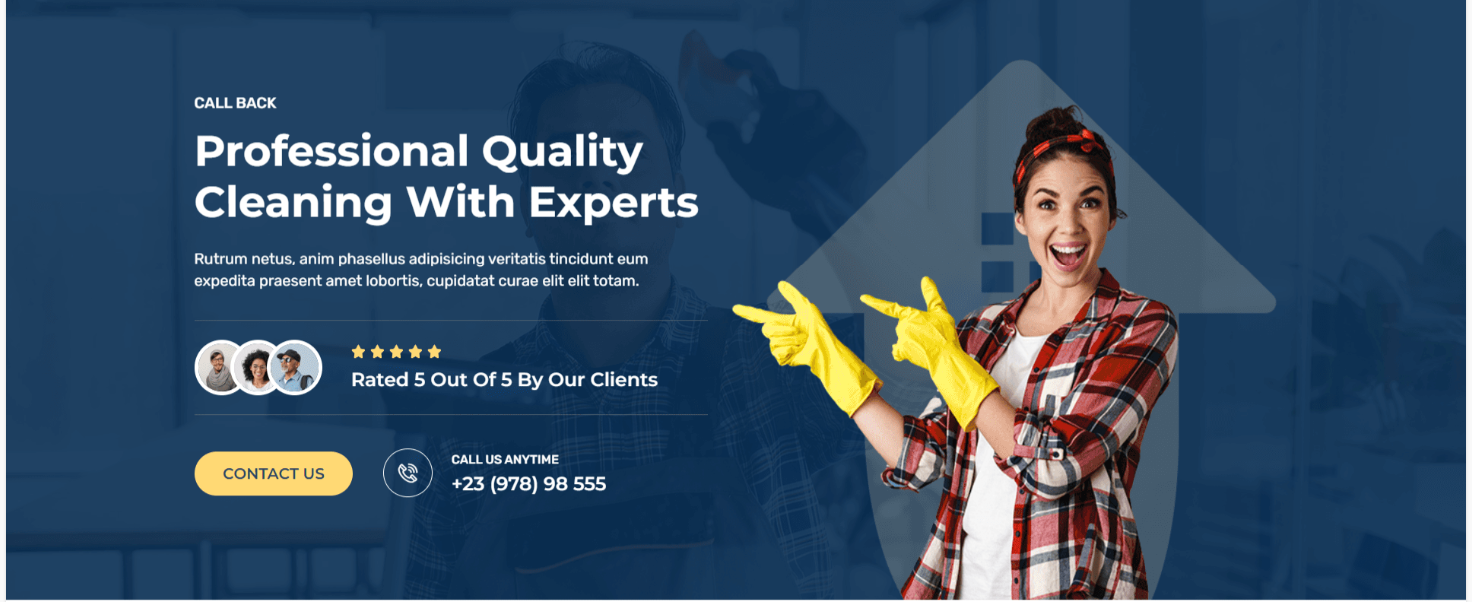 CALL BACK
Professional Quality
Cleaning With Experts
Rutrum netus, anim phasellus adipisicing veritatis tincidunt eum
expedita praesent amet lobortis, cupidatat curae elit elit totam.
Rated 5 Out Of 5 By Our Clients
CONTACT US
CALL US ANYTIME
+23 (978) 98 555